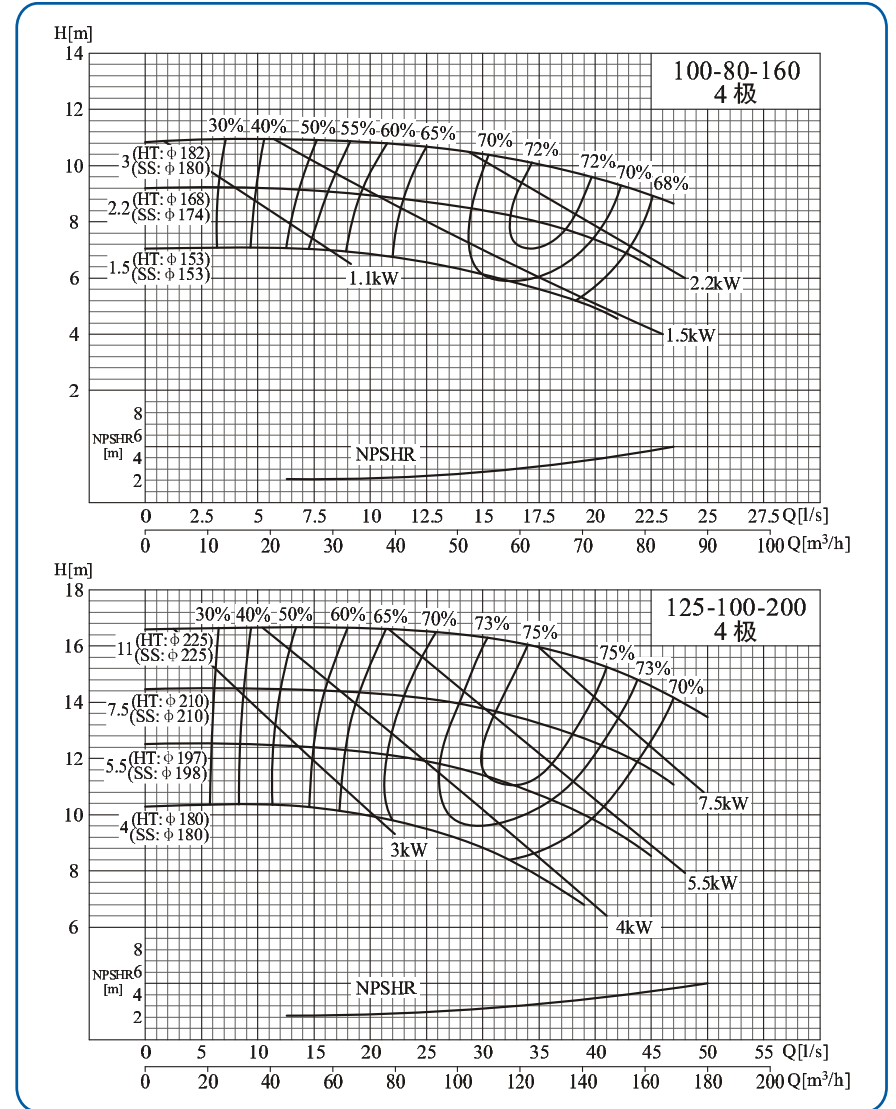 H[m]
14
100-80-160
4 极
12
30% 40% 50% 55% 60% 65% 70% 72% 72% 70% 68%
10
3 (HT: φ 182)
(SS: φ 180)
2.2 (HT: φ 168)
(SS: φ 174)
8
1.5 (HT: φ 153)
(SS: φ 153)
6
1.1kW
2.2kW
4
1.5kW
2
8
NPSHR 6
[m] 4
2
NPSHR
0 2.5 5 7.5 10 12.5 15 17.5 20 22.5 25 27.5 Q[l/s]
0 10 20 30 40 50 60 70 80 90 100 Q[m³/h]
H[m]
18
125-100-200
4 极
30% 40% 50% 60% 65% 70% 73% 75% 75% 73% 70%
16
11 (HT: φ 225)
(SS: φ 225)
14
7.5 (HT: φ 210)
(SS: φ 210)
12
5.5 (HT: φ 197)
(SS: φ 198)
10
4 (HT: φ 180)
(SS: φ 180)
7.5kW
3kW
8
5.5kW
6
4kW
8
NPSHR 6
[m] 4
2
NPSHR
0 5 10 15 20 25 30 35 40 45 50 55 Q[l/s]
0 20 40 60 80 100 120 140 160 180 200 Q[m³/h]